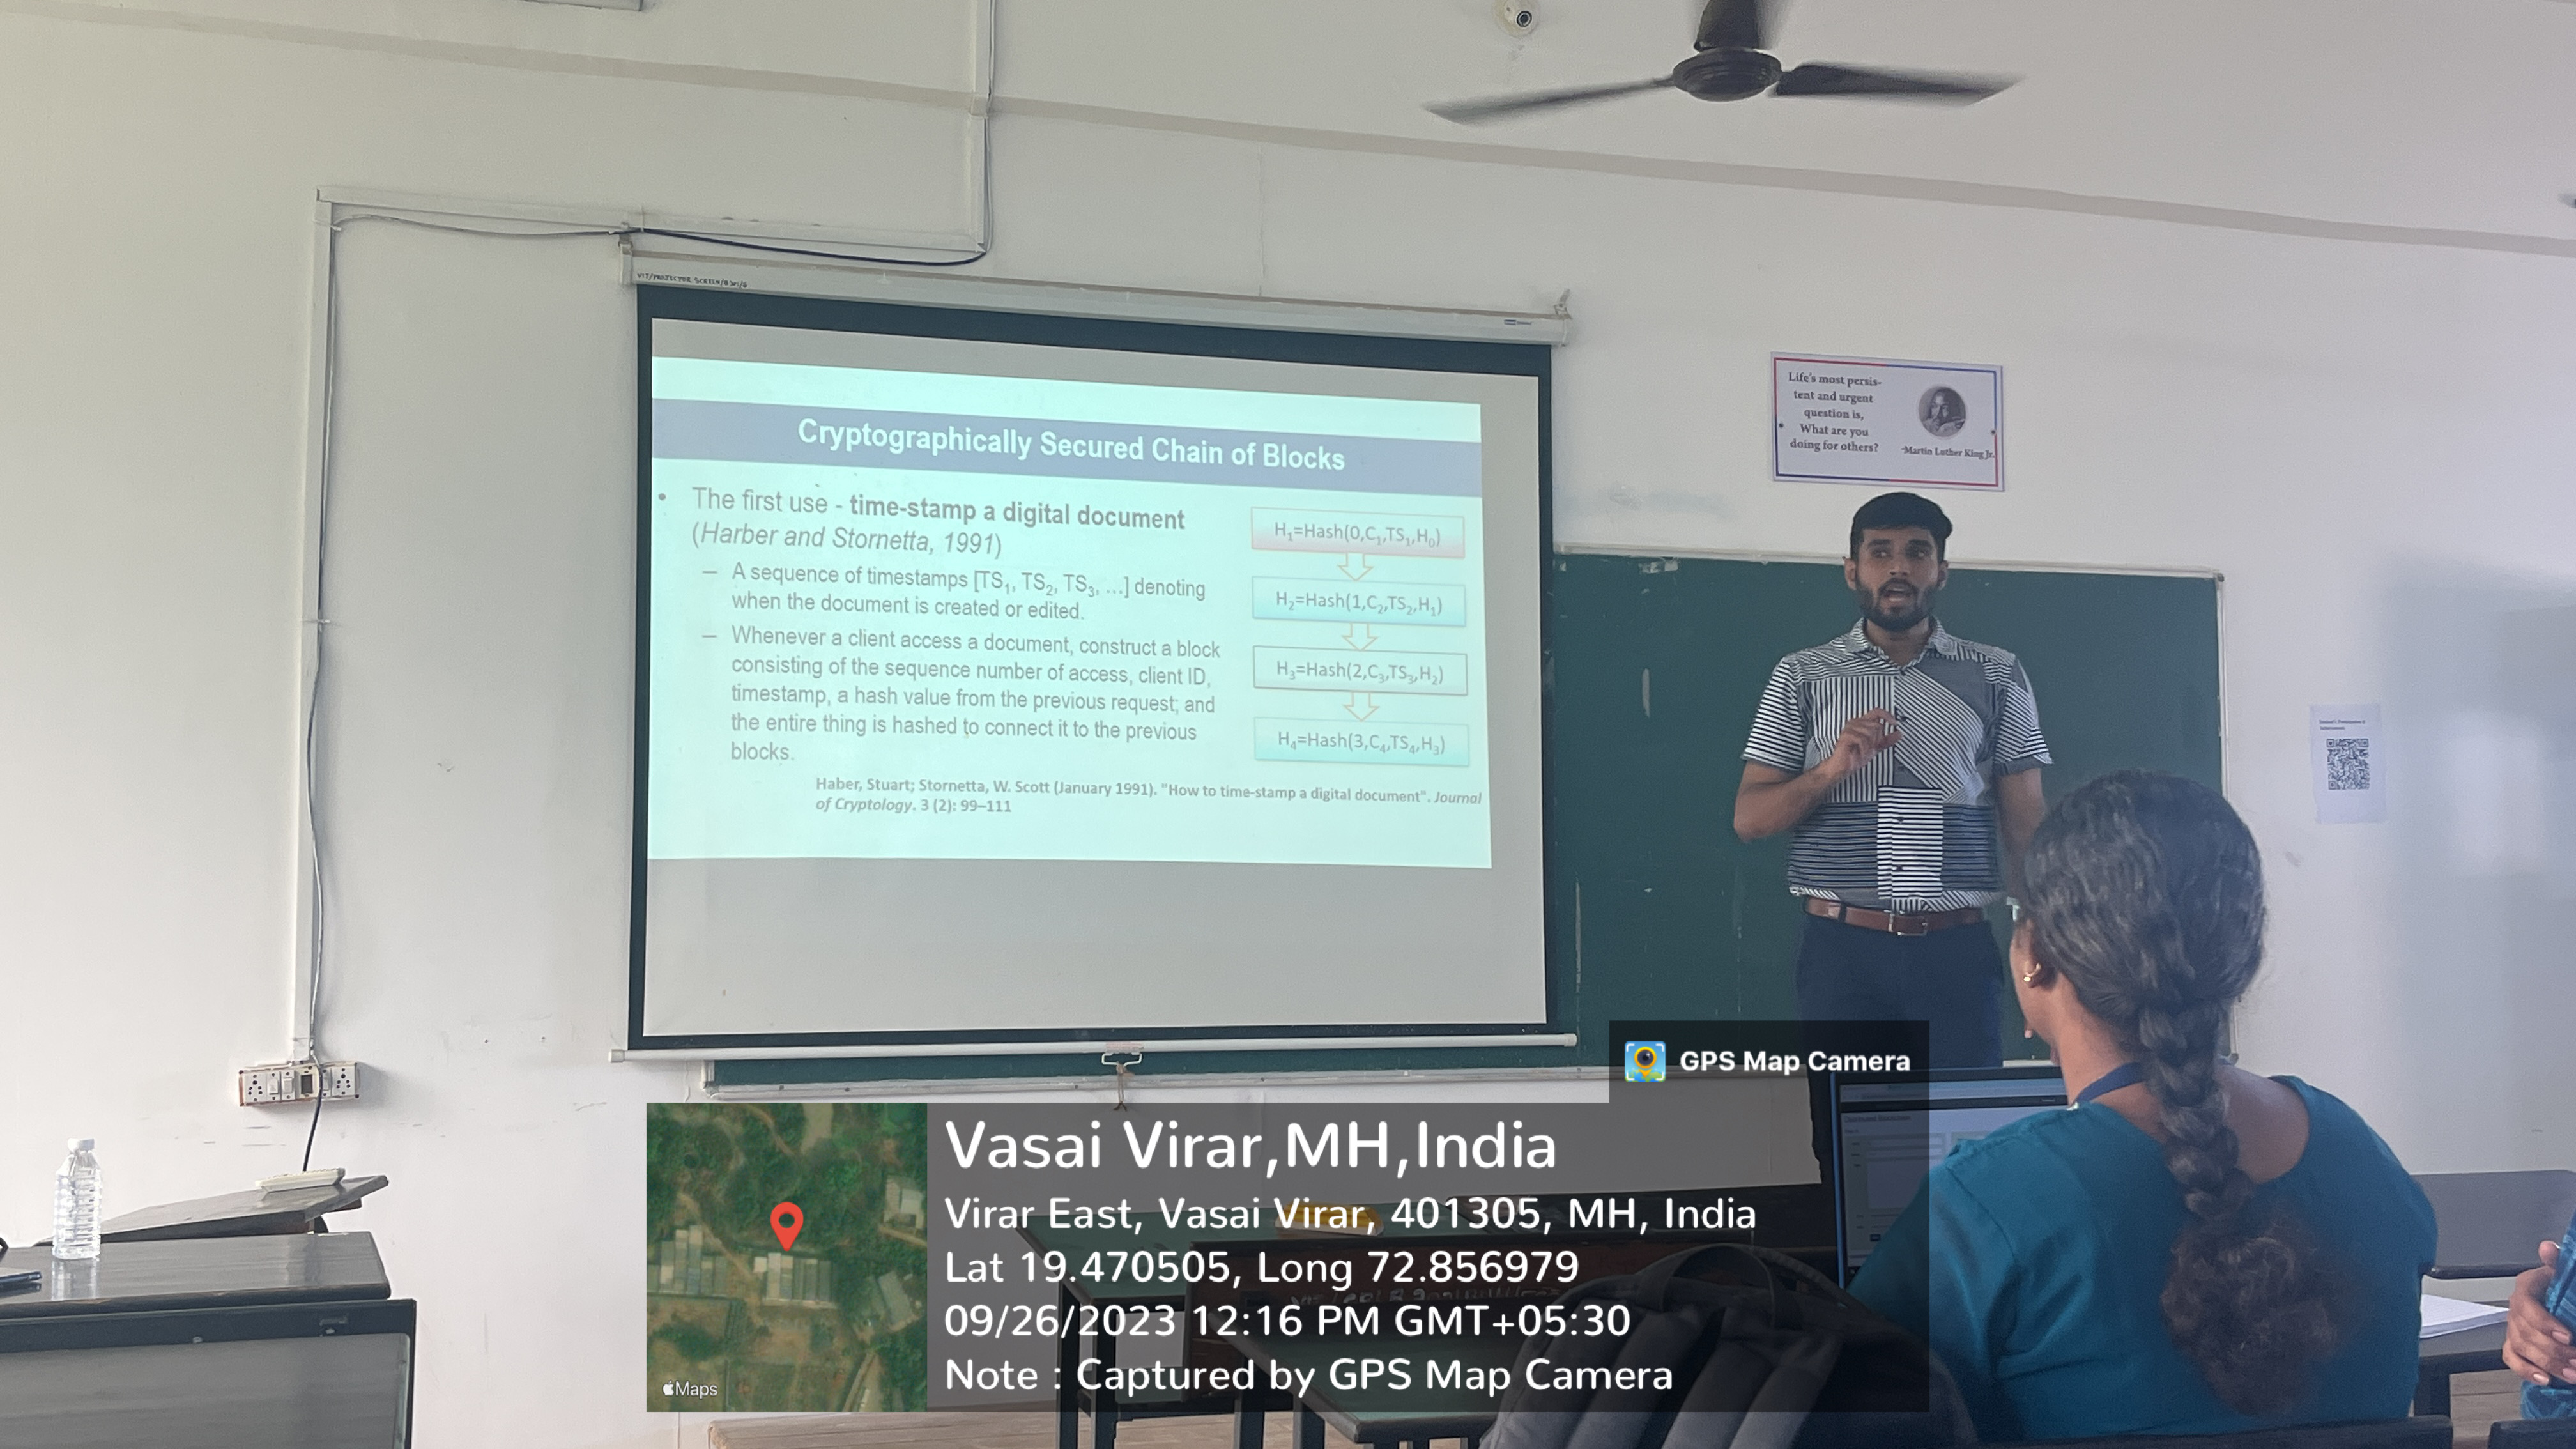 VIT/PROJECTOR SCREEN/
Cryptographically Secured Chain of Blocks
• The first use - time-stamp a digital document
(Harber and Stornetta, 1991)
– A sequence of timestamps [TS₁, TS₂, TS₃, ...] denoting
when the document is created or edited.
– Whenever a client access a document, construct a block
consisting of the sequence number of access, client ID,
timestamp, a hash value from the previous request; and
the entire thing is hashed to connect it to the previous
blocks.
H₁=Hash(0,C₁,TS₁,H₀)
H₂=Hash(1,C₂,TS₂,H₁)
H₃=Hash(2,C₃,TS₃,H₂)
H₄=Hash(3,C₄,TS₄,H₃)
Haber, Stuart; Stornetta, W. Scott (January 1991). "How to time-stamp a digital document". Journal
of Cryptology. 3 (2): 99–111
Life's most persis-
tent and urgent
question is,
What are you
doing for others?
-Martin Luther King Jr.
GPS Map Camera
Vasai Virar,MH,India
Virar East, Vasai Virar, 401305, MH, India
Lat 19.470505, Long 72.856979
09/26/2023 12:16 PM GMT+05:30
Note : Captured by GPS Map Camera
Maps